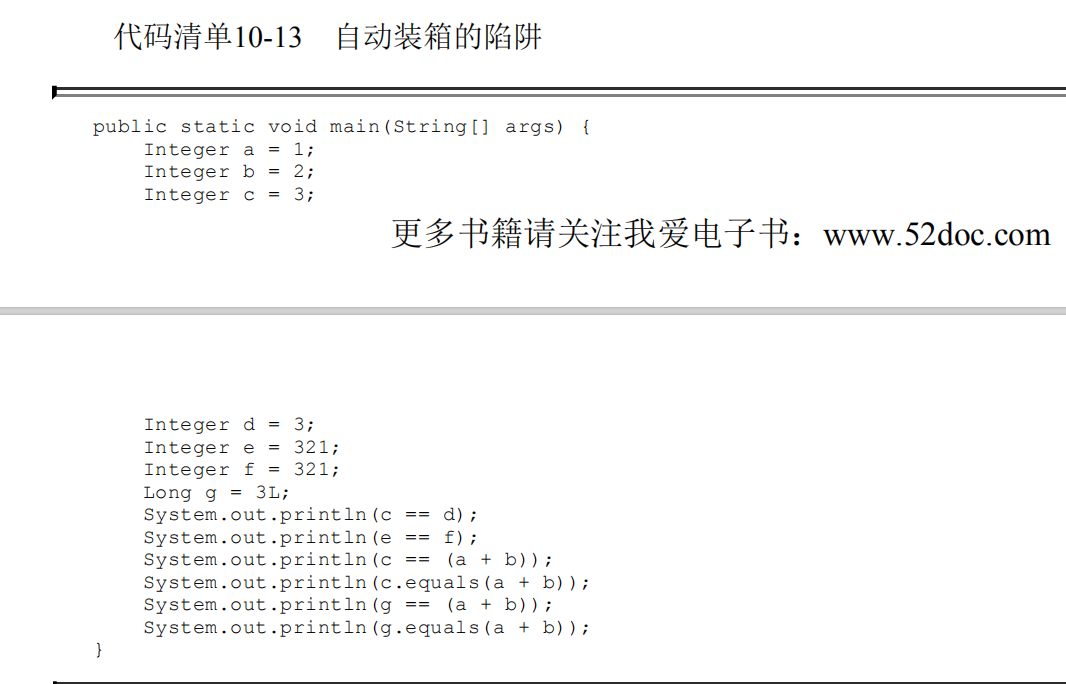 代码清单10-13 自动装箱的陷阱
public static void main(String[] args) {
    Integer a = 1;
    Integer b = 2;
    Integer c = 3;
更多书籍请关注我爱电子书：www.52doc.com
    Integer d = 3;
    Integer e = 321;
    Integer f = 321;
    Long g = 3L;
    System.out.println(c == d);
    System.out.println(e == f);
    System.out.println(c == (a + b));
    System.out.println(c.equals(a + b));
    System.out.println(g == (a + b));
    System.out.println(g.equals(a + b));
}